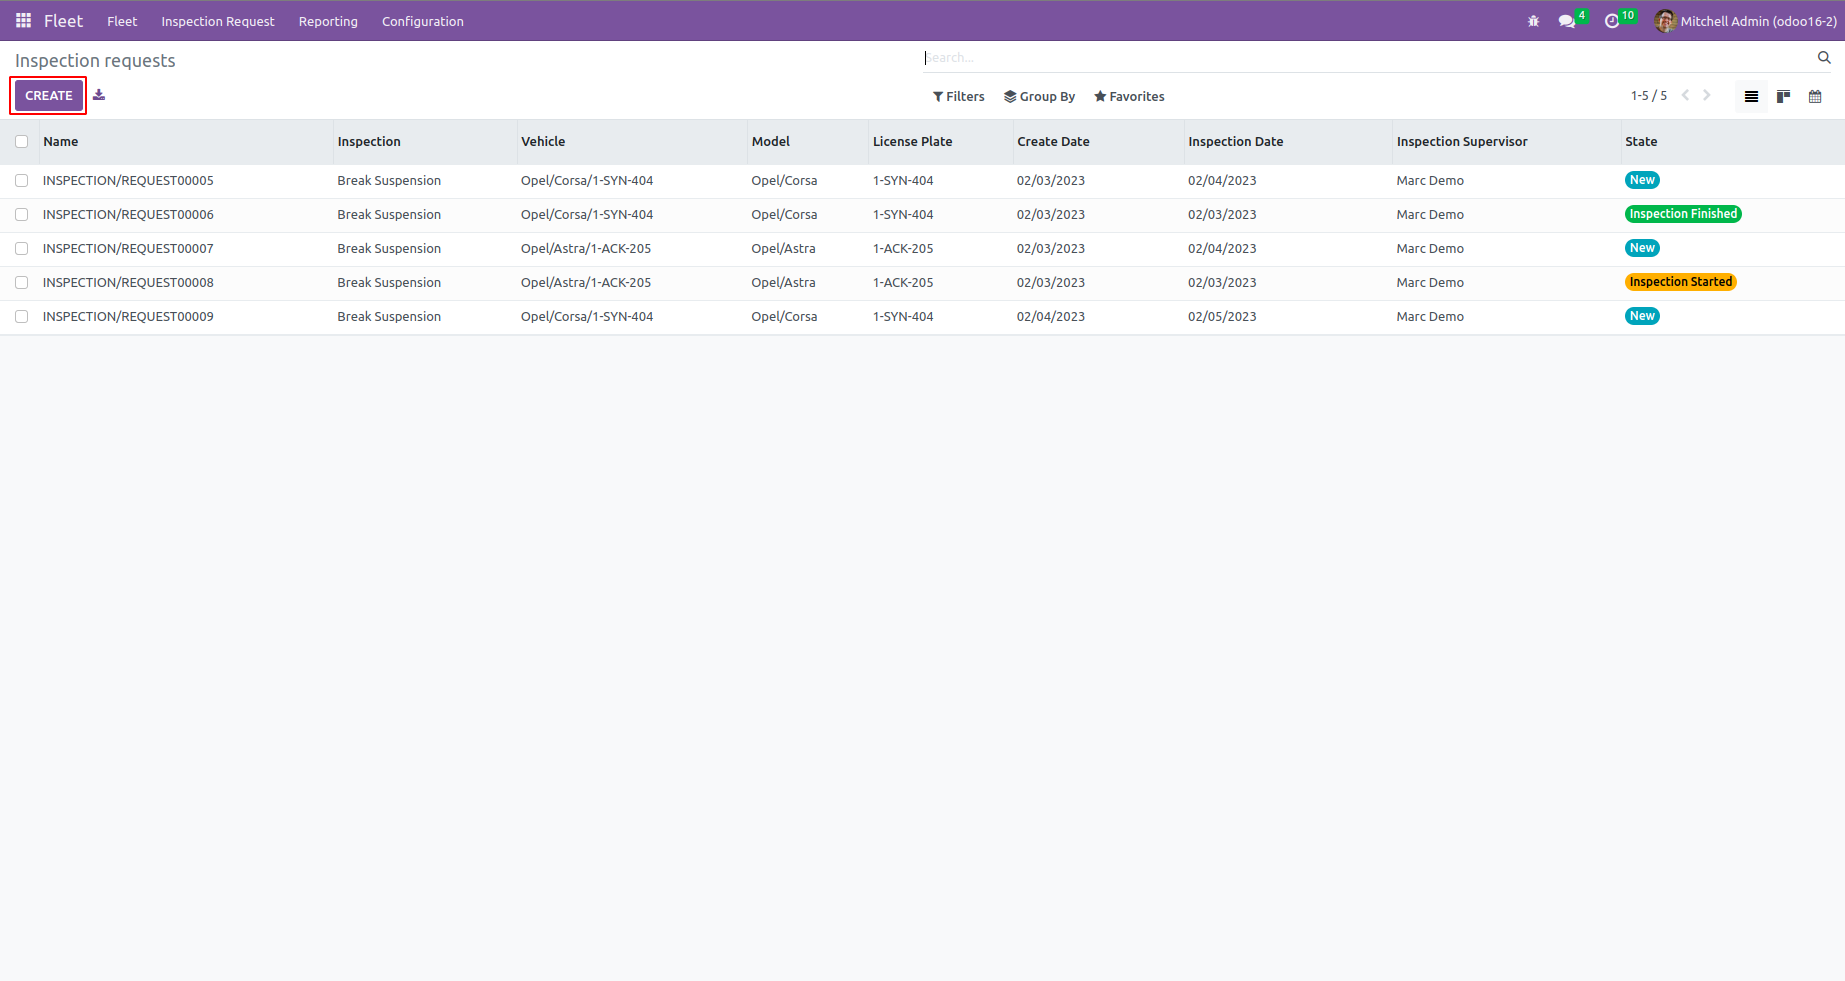 Fleet Fleet Inspection Request Reporting Configuration 4 10 Mitchell Admin (odoo16-2)
Inspection requests Search...
CREATE Filters Group By Favorites 1-5 / 5
Name Inspection Vehicle Model License Plate Create Date Inspection Date Inspection Supervisor State
INSPECTION/REQUEST00005 Break Suspension Opel/Corsa/1-SYN-404 Opel/Corsa 1-SYN-404 02/03/2023 02/04/2023 Marc Demo New
INSPECTION/REQUEST00006 Break Suspension Opel/Corsa/1-SYN-404 Opel/Corsa 1-SYN-404 02/03/2023 02/03/2023 Marc Demo Inspection Finished
INSPECTION/REQUEST00007 Break Suspension Opel/Astra/1-ACK-205 Opel/Astra 1-ACK-205 02/03/2023 02/04/2023 Marc Demo New
INSPECTION/REQUEST00008 Break Suspension Opel/Astra/1-ACK-205 Opel/Astra 1-ACK-205 02/03/2023 02/03/2023 Marc Demo Inspection Started
INSPECTION/REQUEST00009 Break Suspension Opel/Corsa/1-SYN-404 Opel/Corsa 1-SYN-404 02/04/2023 02/05/2023 Marc Demo New